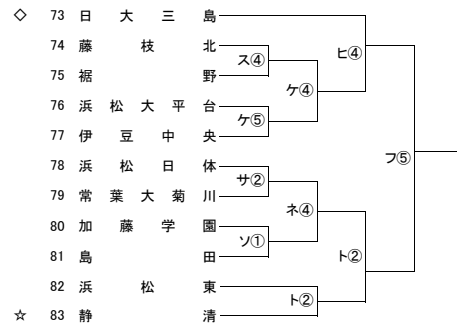 ◇ 73 日大三島
74 藤枝北
ス④
75 裾野
ヒ④
ケ④
76 浜松大平台
ケ⑤
77 伊豆中央
フ⑤
78 浜松日体
サ②
79 常葉大菊川
ネ④
80 加藤学園
ソ①
81 島田
ト②
82 浜松東
ト②
☆ 83 静清